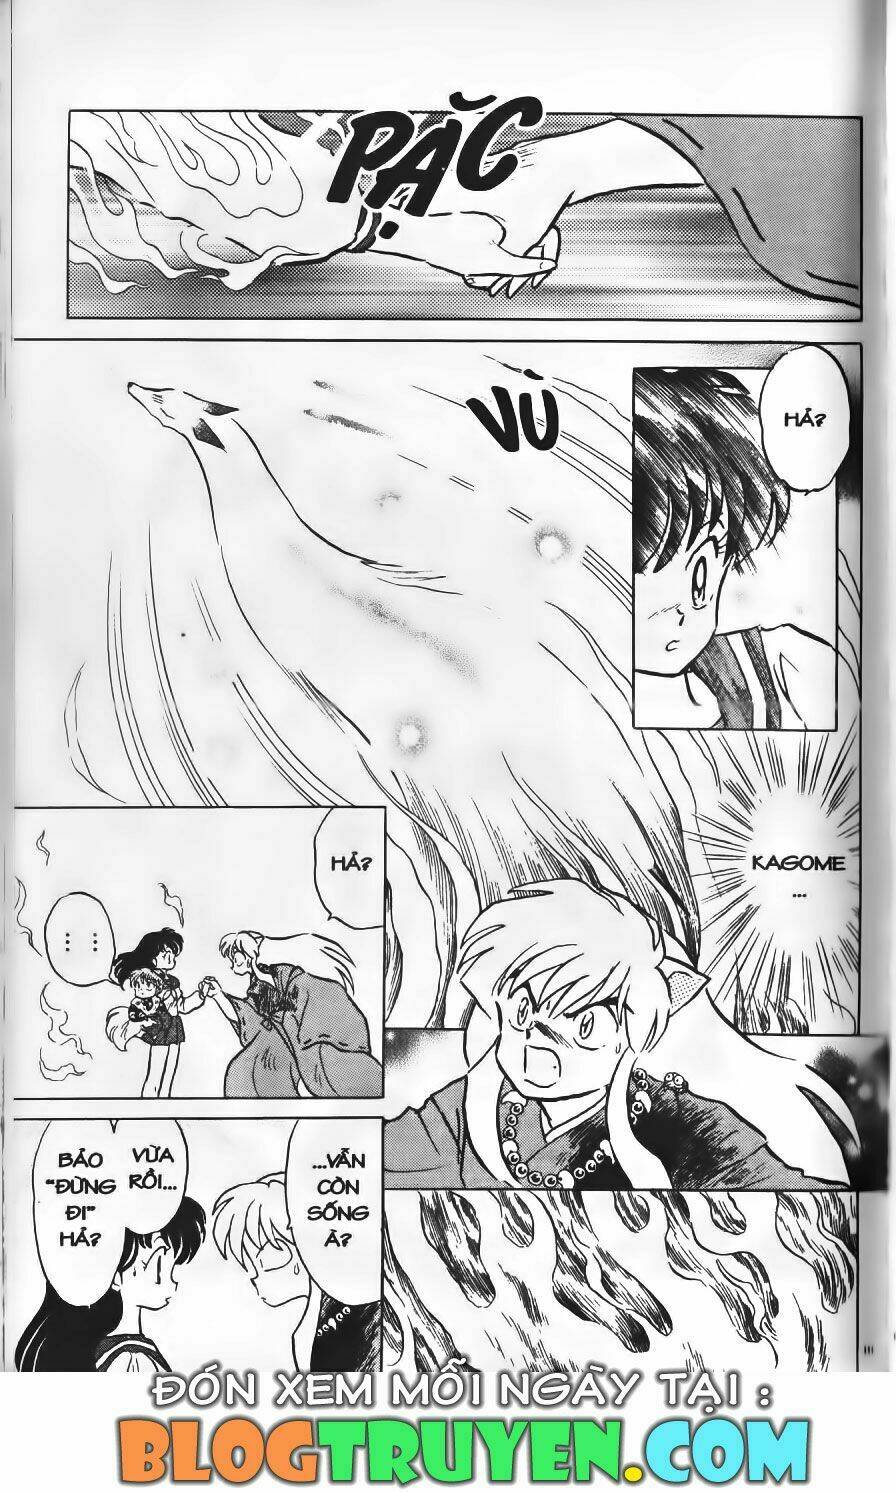 PẶC
HẢ?
VÙ
KAGOME
...
HẢ?
... ...
...VẪN
CÒN
SỐNG
À?
VỪA
RỒI...
BẢO
"ĐỪNG
ĐI"
HẢ?
111
ĐÓN XEM MỖI NGÀY TẠI :
BLOGTRUYEN.COM